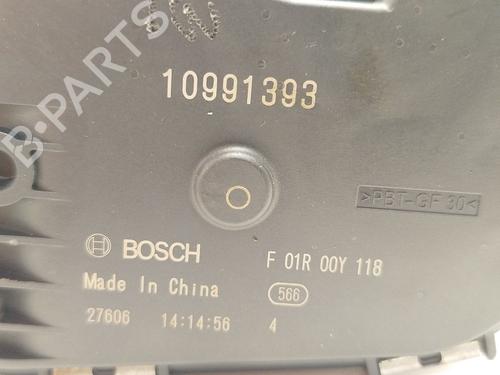 10991393
>PBT-GF 30<
BOSCH F 01R 00Y 118
Made In China 566
27606 14:14:56 4
B-PARTS